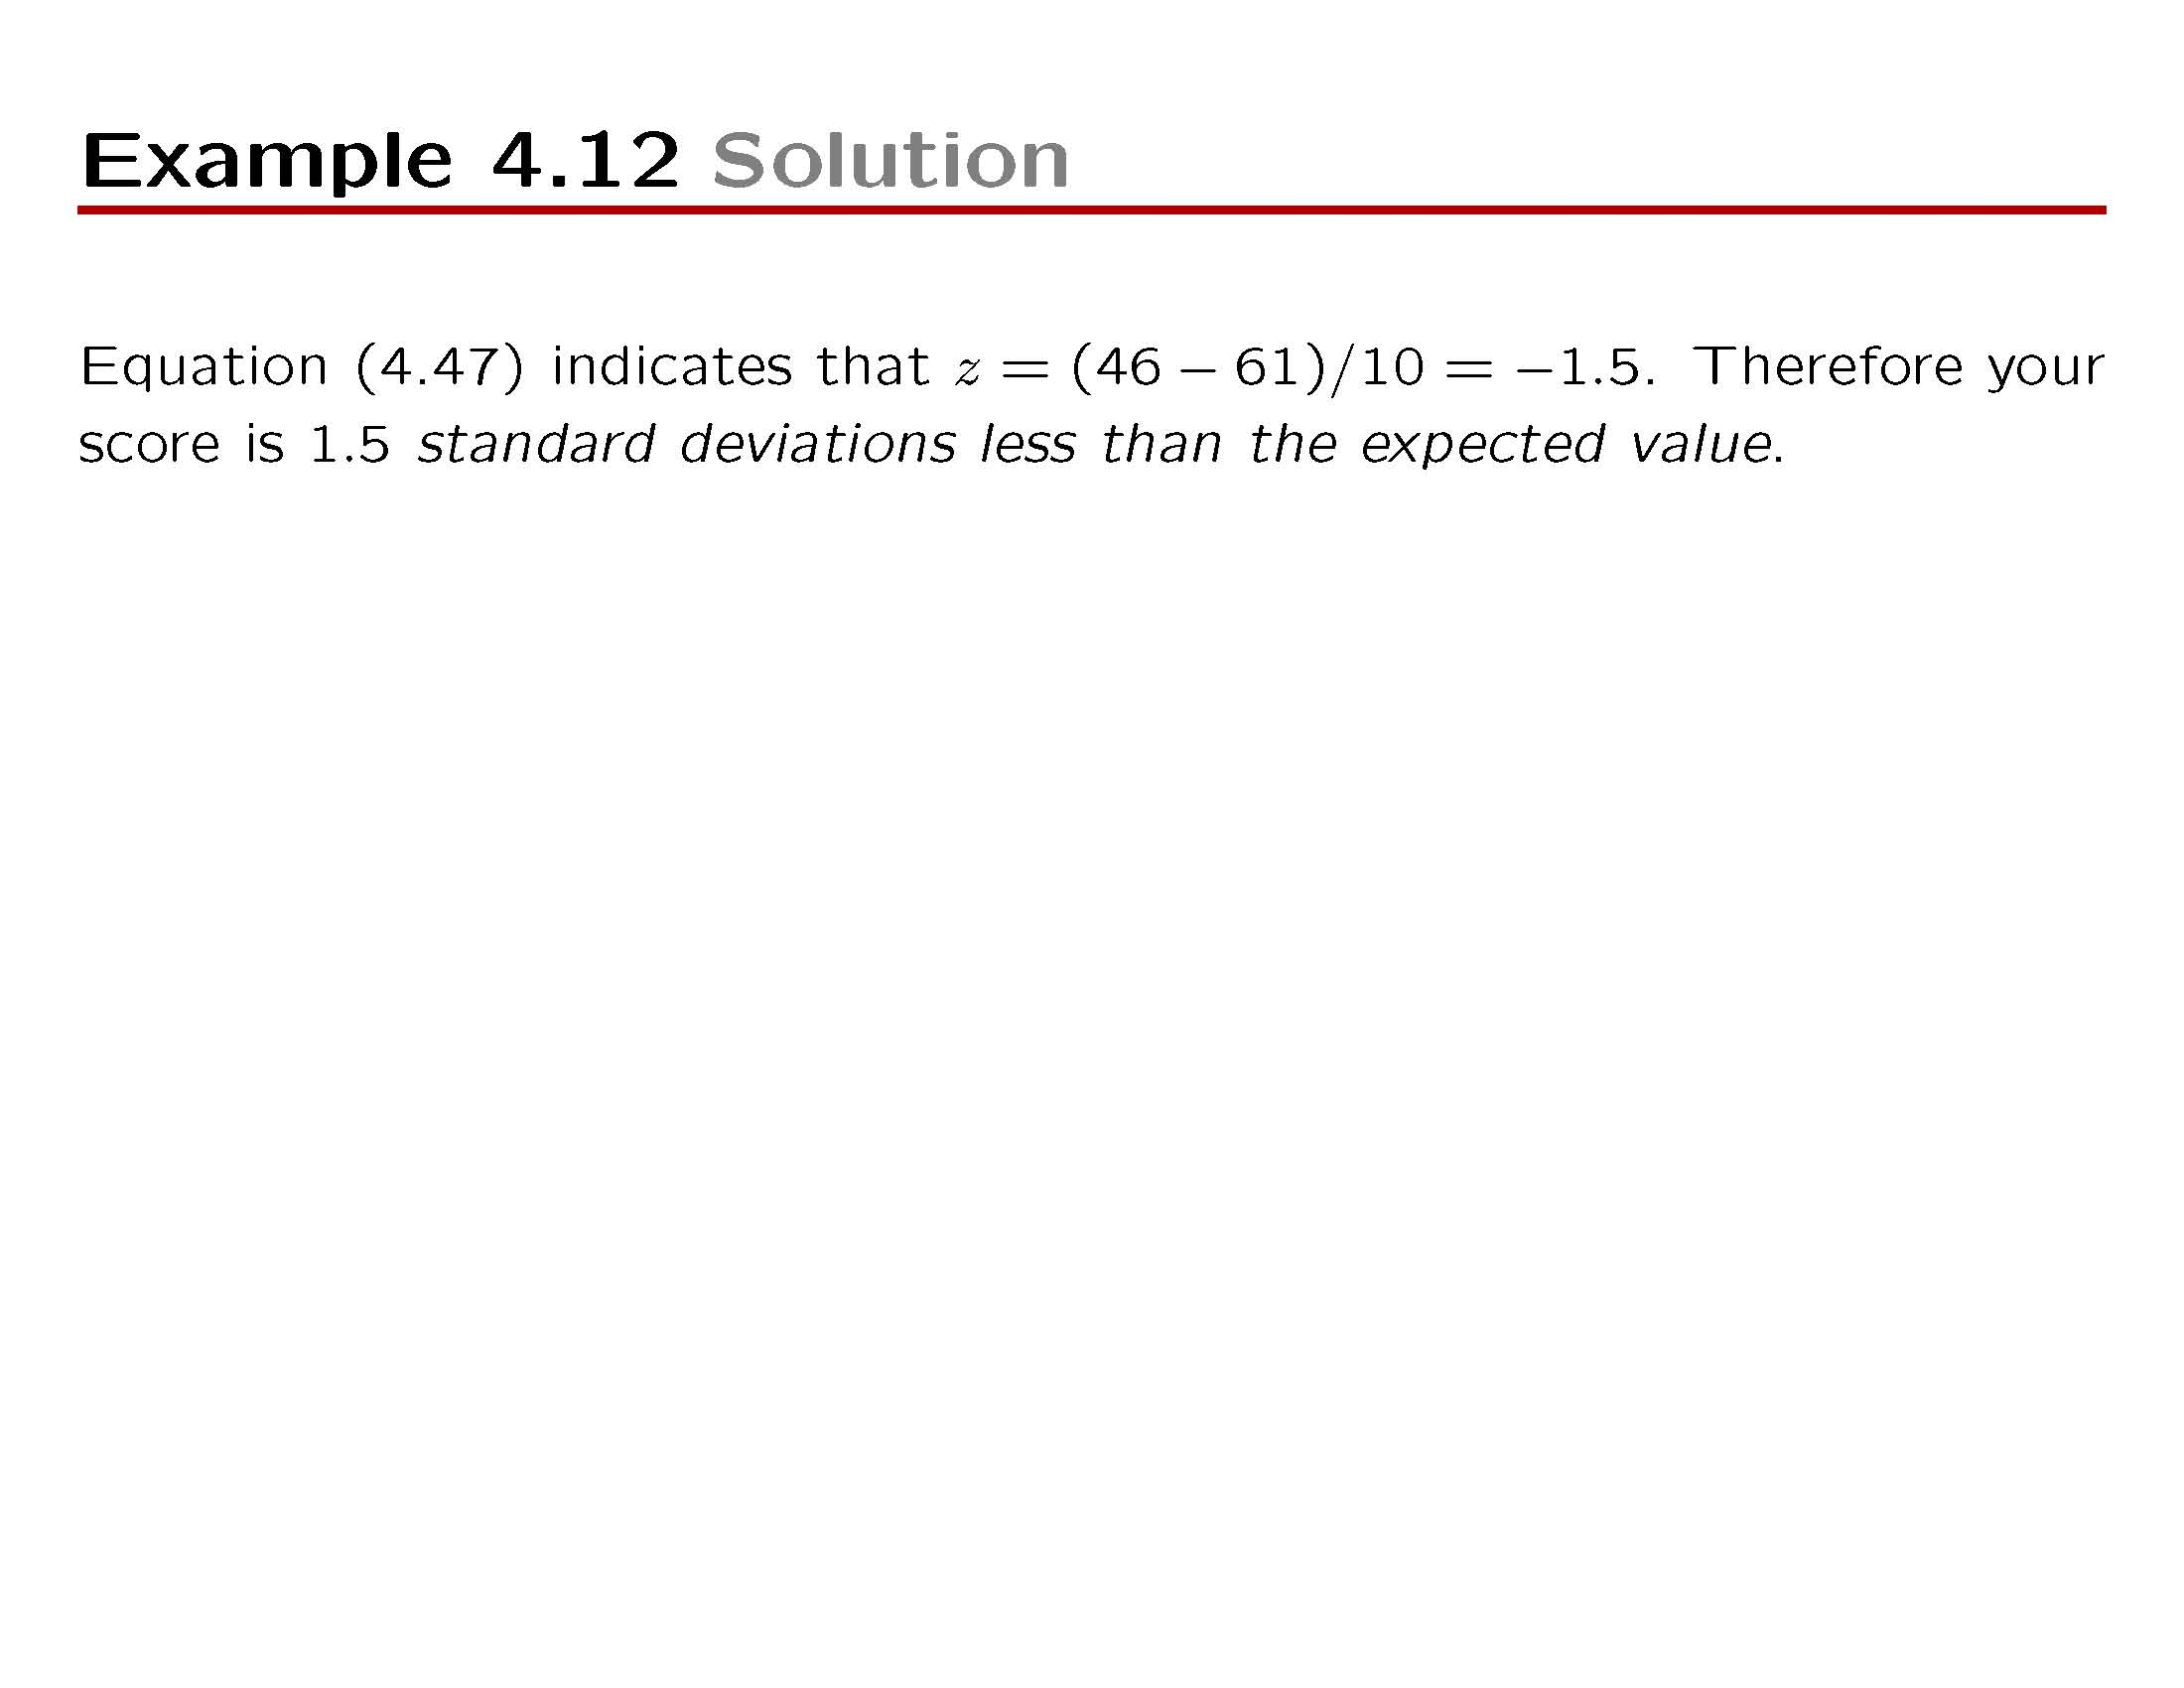 Example 4.12 Solution
Equation (4.47) indicates that z = (46 − 61)/10 = −1.5. Therefore your
score is 1.5 standard deviations less than the expected value.